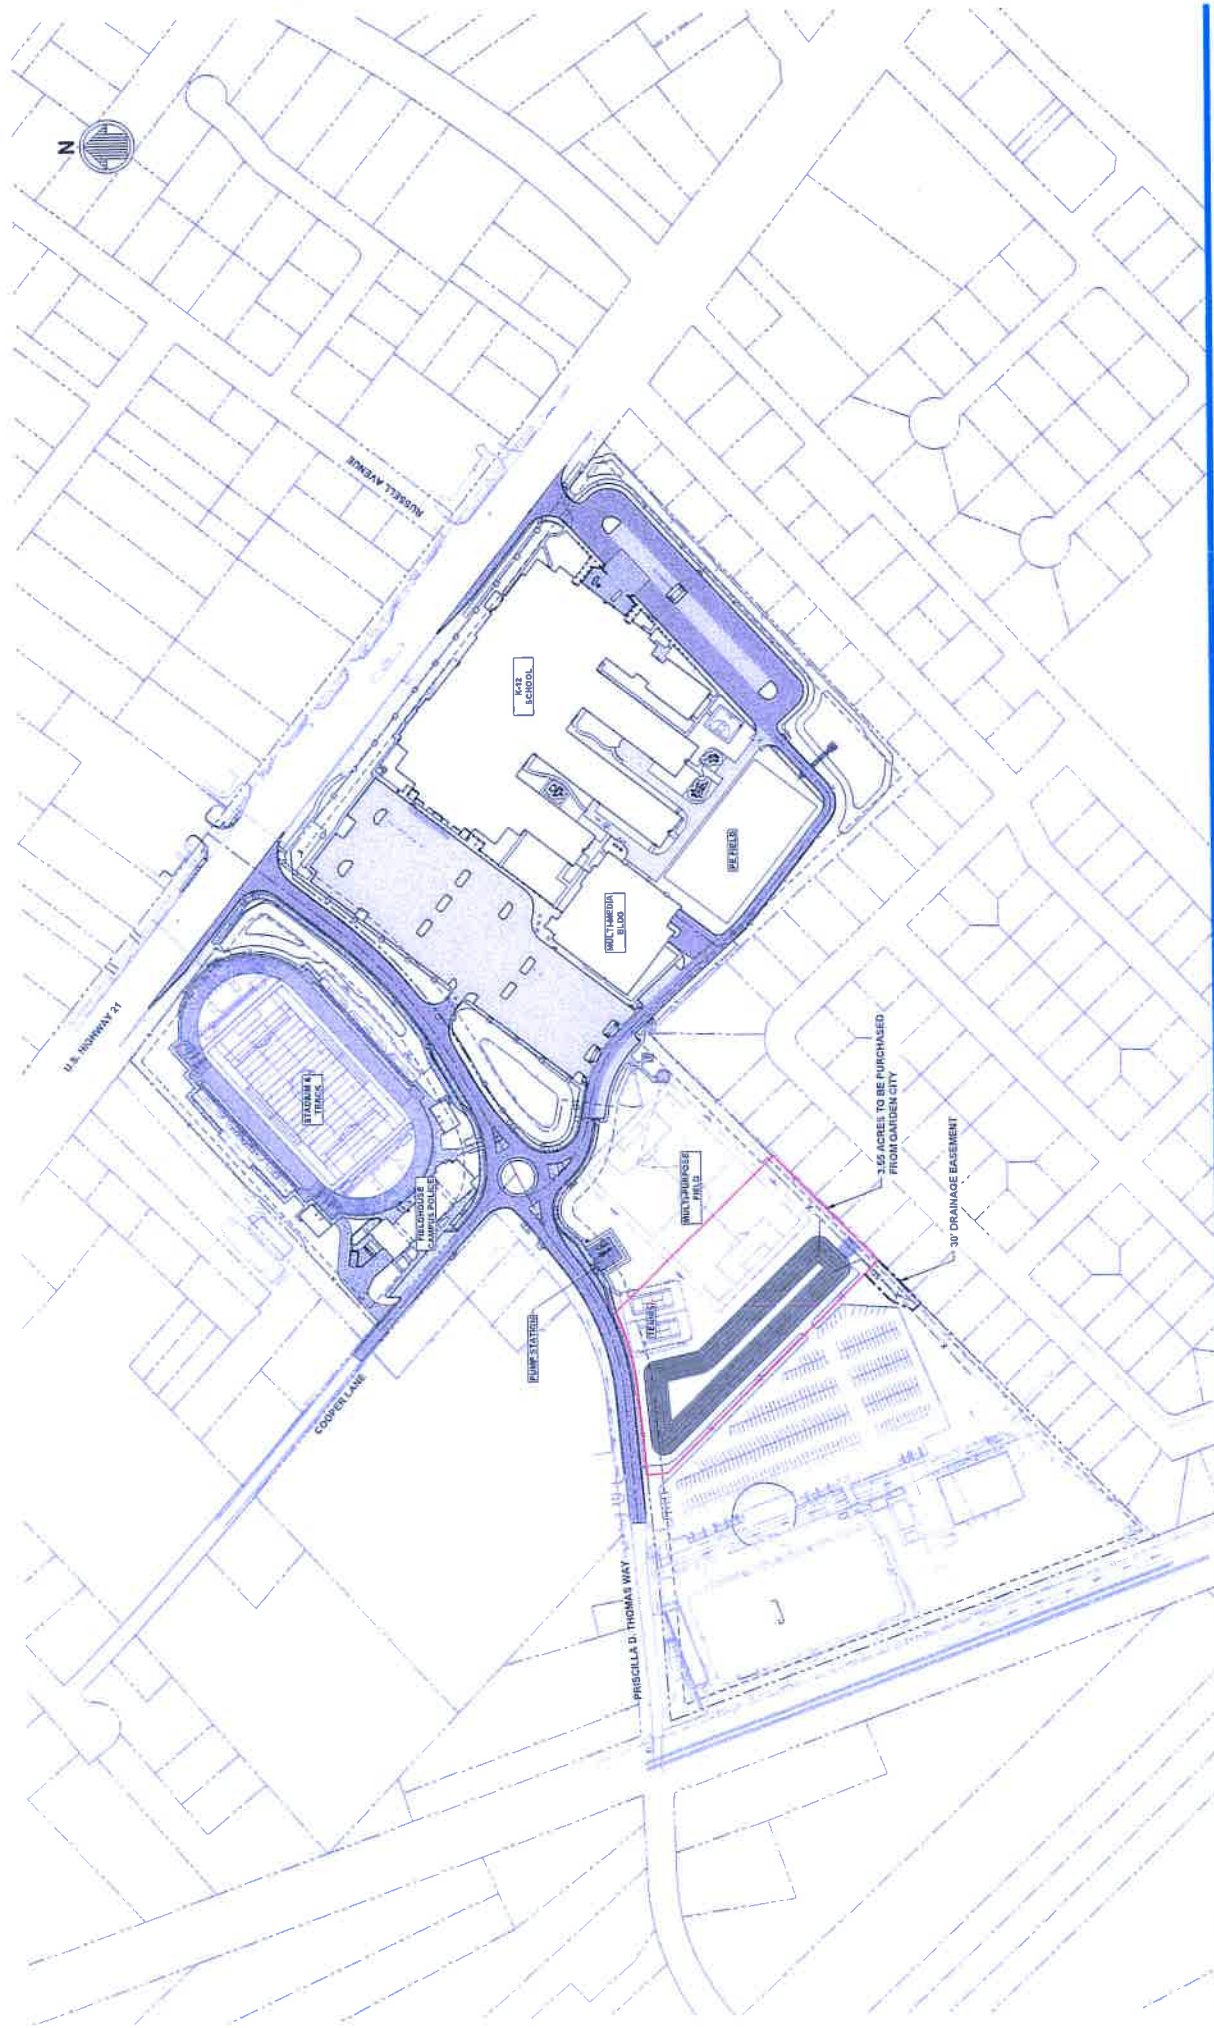 N
RUSSELL AVENUE
U.S. HIGHWAY 21
K-12
SCHOOL
STADIUM &
TRACK
MULTI-MEDIA
BLDG
PE FIELD
FIELDHOUSE
CAMPUS POLICE
COOPER LANE
PUMP STATION
MULTI-PURPOSE
FIELD
TENNIS
3.55 ACRES TO BE PURCHASED
FROM GARDEN CITY
30' DRAINAGE EASEMENT
PRISCILLA D. THOMAS WAY